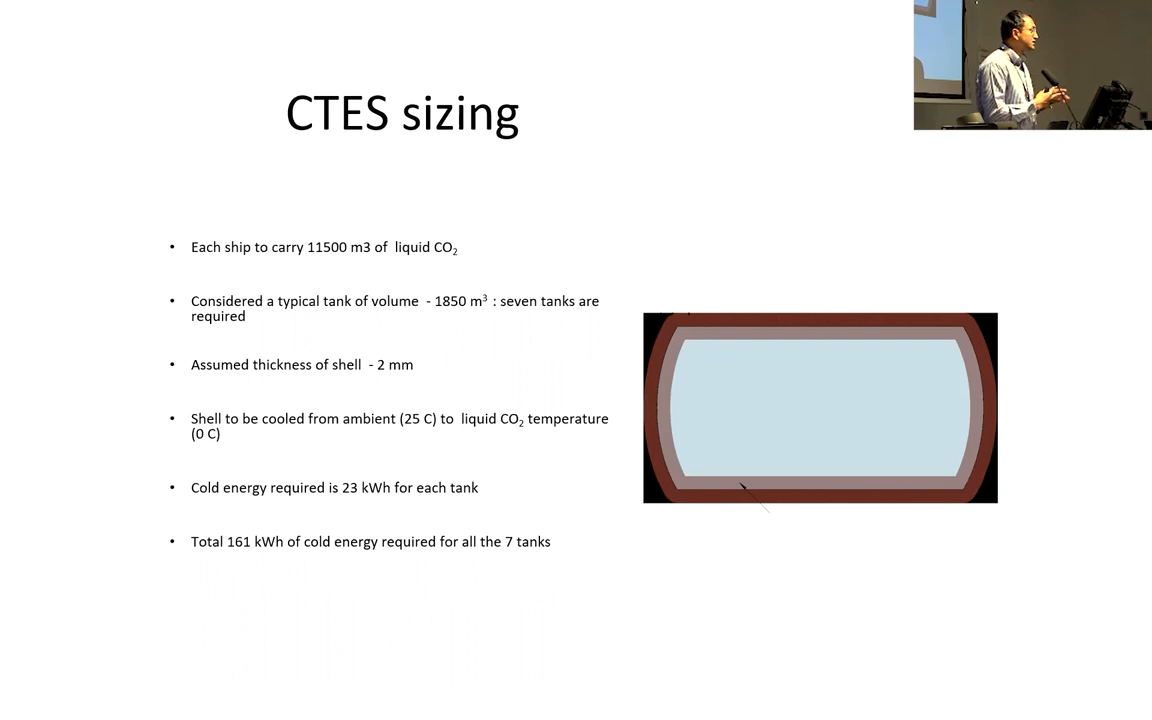 CTES sizing
• Each ship to carry 11500 m3 of liquid CO₂
• Considered a typical tank of volume - 1850 m³ : seven tanks are
required
• Assumed thickness of shell - 2 mm
• Shell to be cooled from ambient (25 C) to liquid CO₂ temperature
(0 C)
• Cold energy required is 23 kWh for each tank
• Total 161 kWh of cold energy required for all the 7 tanks